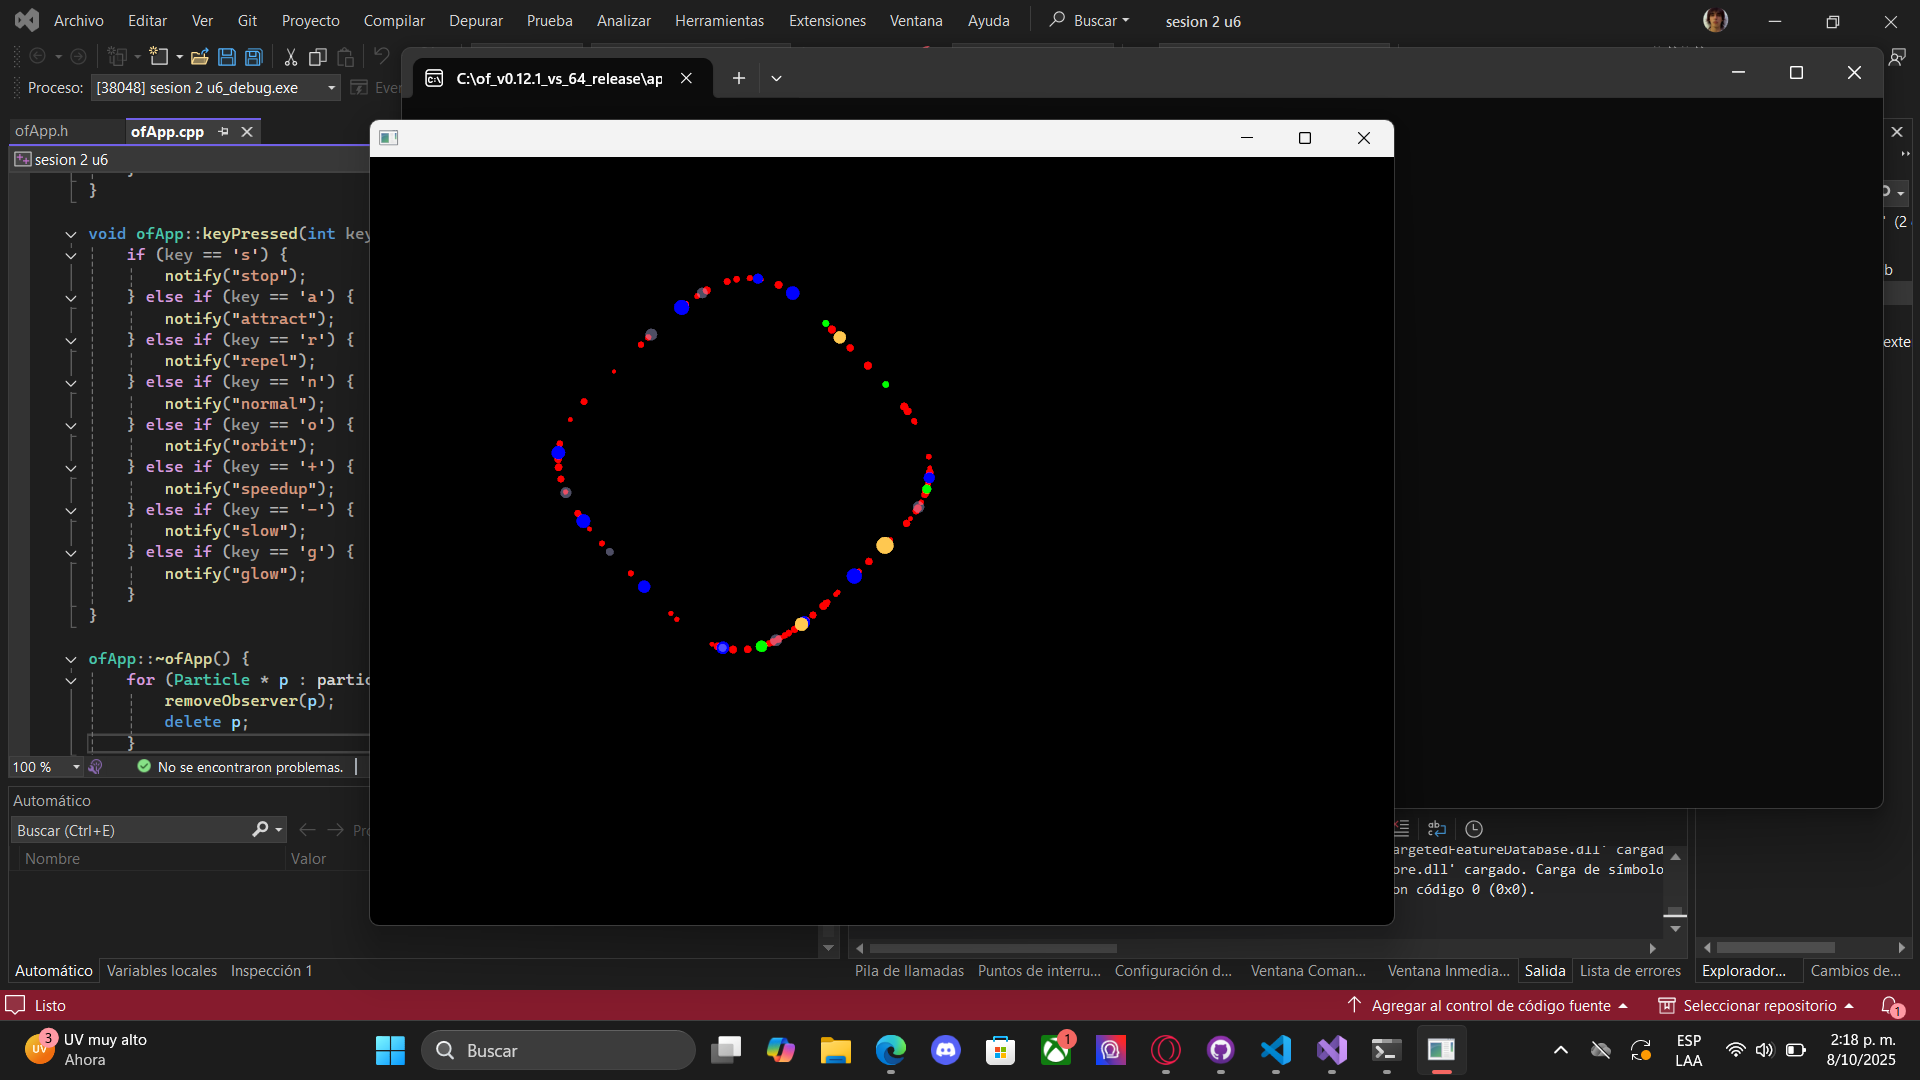 Archivo Editar Ver Git Proyecto Compilar Depurar Prueba Analizar Herramientas Extensiones Ventana Ayuda Buscar sesion 2 u6
C:\of_v0.12.1_vs_64_release\ap
Proceso: [38048] sesion 2 u6_debug.exe
ofApp.h ofApp.cpp
sesion 2 u6
}
void ofApp::keyPressed(int key
if (key == 's') {
notify("stop");
} else if (key == 'a') {
notify("attract");
} else if (key == 'r') {
notify("repel");
} else if (key == 'n') {
notify("normal");
} else if (key == 'o') {
notify("orbit");
} else if (key == '+') {
notify("speedup");
} else if (key == '-') {
notify("slow");
} else if (key == 'g') {
notify("glow");
}
}
ofApp::~ofApp() {
for (Particle * p : partic
removeObserver(p);
delete p;
}
100 % No se encontraron problemas.
Automático
Buscar (Ctrl+E)
Nombre Valor
argetedFeatureDatabase.dll' cargad
ore.dll' cargado. Carga de símbolo
on código 0 (0x0).
Automático Variables locales Inspección 1
Pila de llamadas Puntos de interru... Configuración d... Ventana Coman... Ventana Inmedia... Salida Lista de errores Explorador... Cambios de...
Listo Agregar al control de código fuente Seleccionar repositorio 1
3 UV UV muy alto
Ahora
Buscar
1
ESP
LAA
2:18 p. m.
8/10/2025